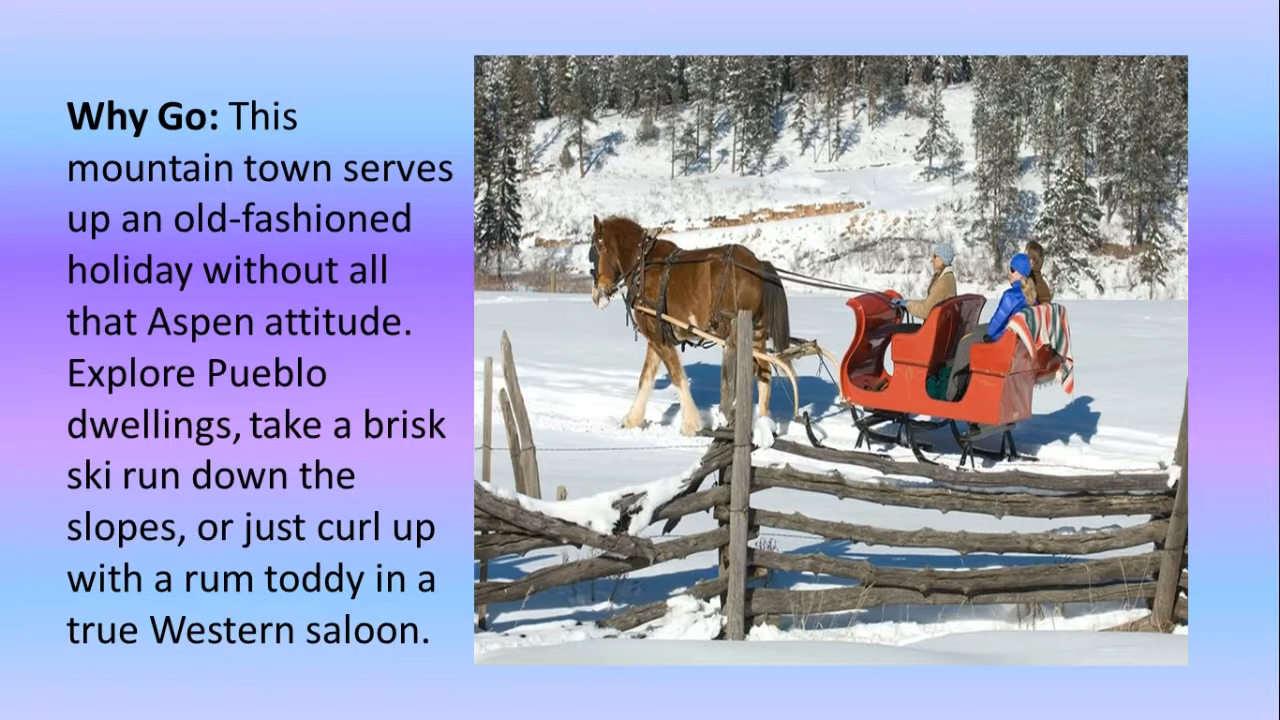 Why Go: This
mountain town serves
up an old-fashioned
holiday without all
that Aspen attitude.
Explore Pueblo
dwellings, take a brisk
ski run down the
slopes, or just curl up
with a rum toddy in a
true Western saloon.